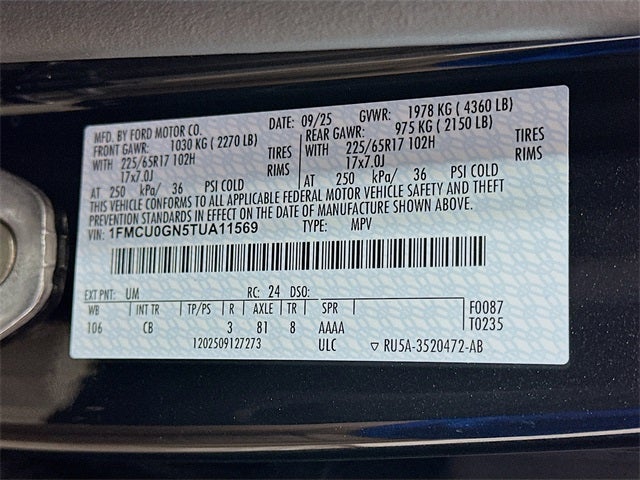 MFD. BY FORD MOTOR CO. DATE: 09/25 GVWR: 1978 KG ( 4360 LB)
FRONT GAWR: 1030 KG ( 2270 LB) REAR GAWR: 975 KG ( 2150 LB)
WITH 225/65R17 102H TIRES WITH 225/65R17 102H TIRES
17x7.0J RIMS 17x7.0J RIMS
AT 250 kPa/ 36 PSI COLD AT 250 kPa/ 36 PSI COLD
THIS VEHICLE CONFORMS TO ALL APPLICABLE FEDERAL MOTOR VEHICLE SAFETY AND THEFT
PREVENTION STANDARDS IN EFFECT ON THE DATE OF MANUFACTURE SHOWN ABOVE.
VIN: 1FMCU0GN5TUA11569 TYPE: MPV
EXT PNT: UM RC: 24 DSO:
WB INT TR TP/PS R AXLE TR SPR F0087
106 CB 3 81 8 AAAA T0235
1202509127273 ULC ▽ RU5A-3520472-AB